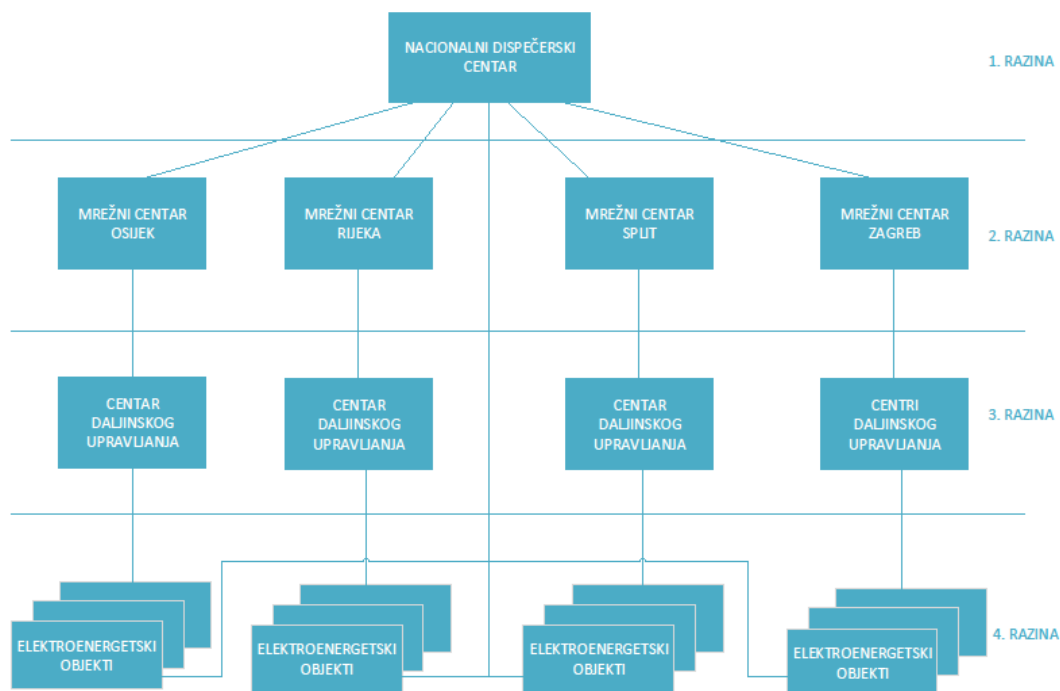 NACIONALNI DISPEČERSKI
CENTAR
1. RAZINA
MREŽNI CENTAR
OSIJEK
MREŽNI CENTAR
RIJEKA
MREŽNI CENTAR
SPLIT
MREŽNI CENTAR
ZAGREB
2. RAZINA
CENTAR
DALJINSKOG
UPRAVLJANJA
CENTAR
DALJINSKOG
UPRAVLJANJA
CENTAR
DALJINSKOG
UPRAVLJANJA
CENTRI
DALJINSKOG
UPRAVLJANJA
3. RAZINA
ELEKTROENERGETSKI
OBJEKTI
ELEKTROENERGETSKI
OBJEKTI
ELEKTROENERGETSKI
OBJEKTI
ELEKTROENERGETSKI
OBJEKTI
4. RAZINA